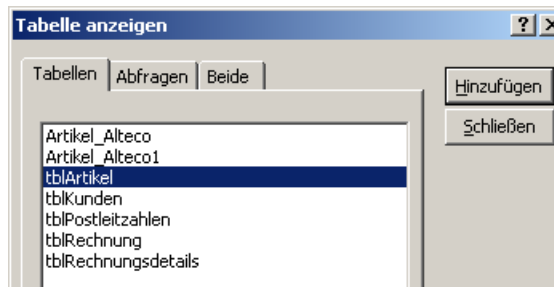 Tabelle anzeigen
Tabellen Abfragen Beide
Hinzufügen
Schließen
Artikel_Alteco
Artikel_Alteco1
tblArtikel
tblKunden
tblPostleitzahlen
tblRechnung
tblRechnungsdetails